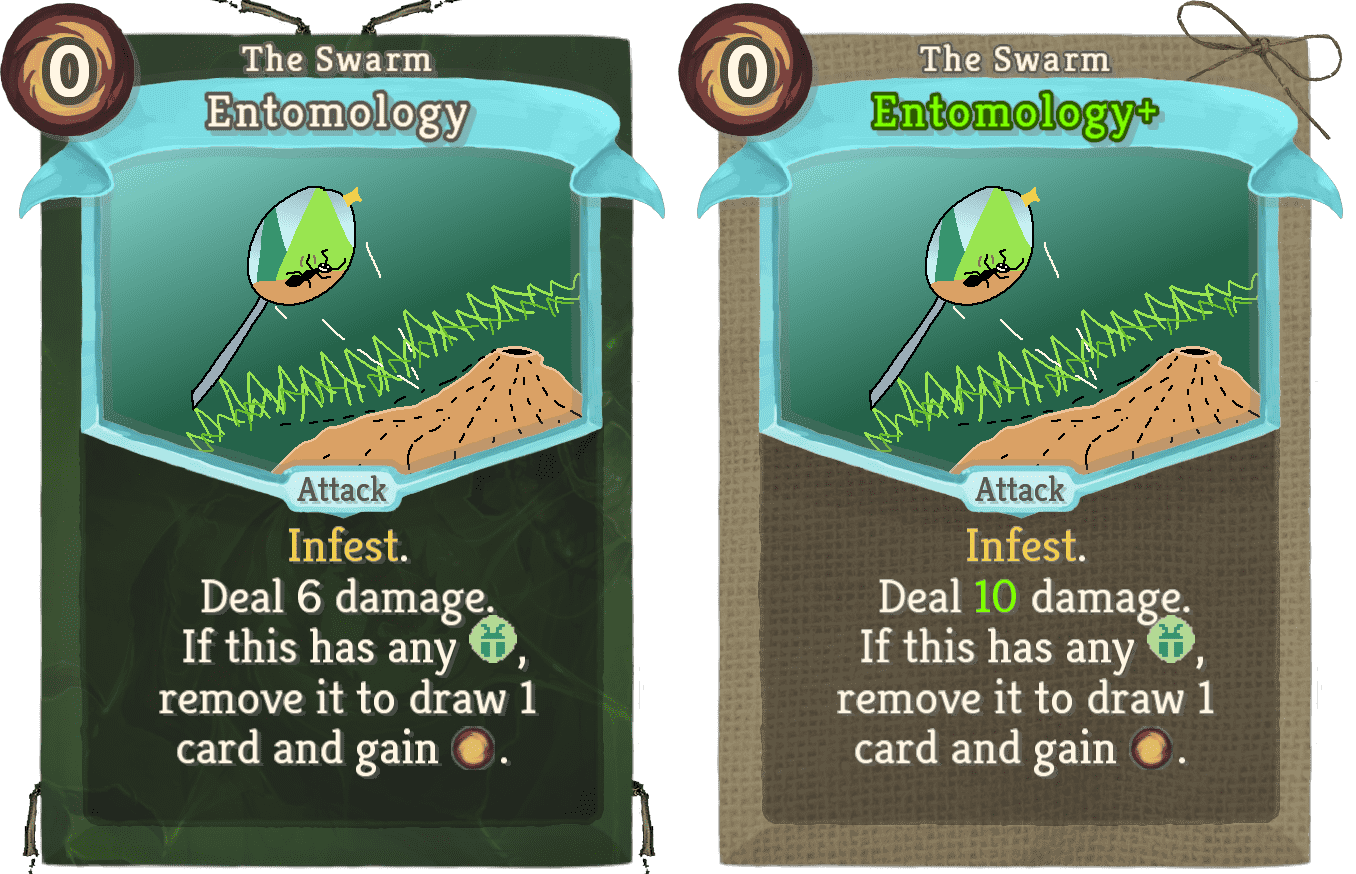 0
The Swarm
Entomology
Attack
Infest.
Deal 6 damage.
If this has any ,
remove it to draw 1
card and gain .
0
The Swarm
Entomology+
Attack
Infest.
Deal 10 damage.
If this has any ,
remove it to draw 1
card and gain .